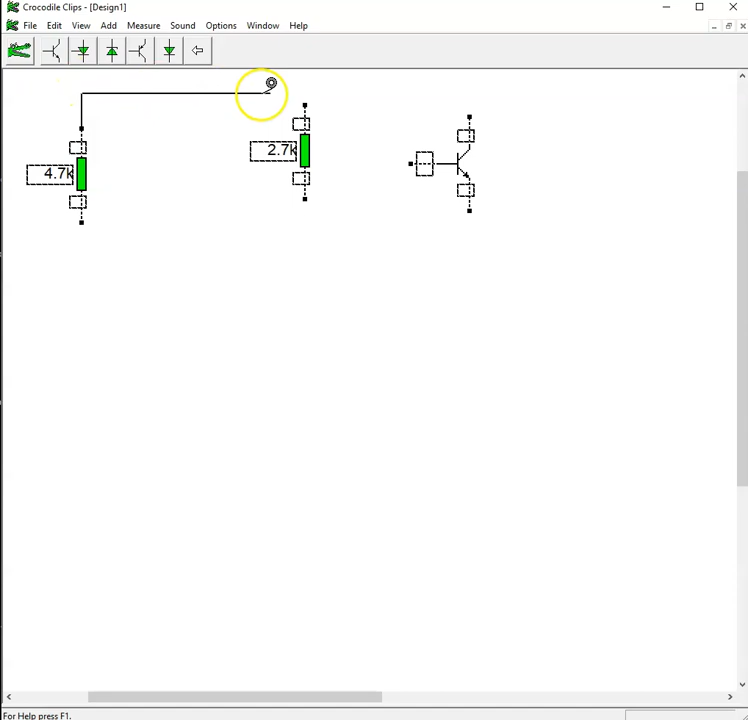 Crocodile Clips - [Design1]
File Edit View Add Measure Sound Options Window Help
2.7k
4.7k
For Help press F1.